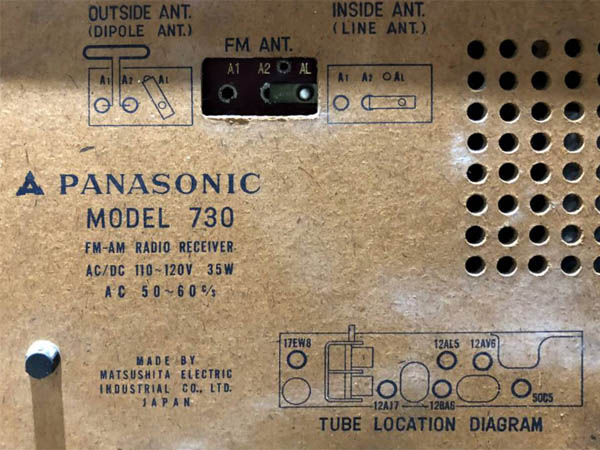 OUTSIDE ANT.
(DIPOLE ANT.)
A1 A2 AL
FM ANT.
A1 A2 AL
INSIDE ANT.
(LINE ANT.)
A1 A2 AL
PANASONIC
MODEL 730
FM-AM RADIO RECEIVER
AC/DC 110~120V 35W
AC 50~60 c/s
MADE BY
MATSUSHITA ELECTRIC
INDUSTRIAL CO., LTD.
JAPAN
17EW8 12AL5 12AV6
12AJ7 12BA6 50C5
TUBE LOCATION DIAGRAM